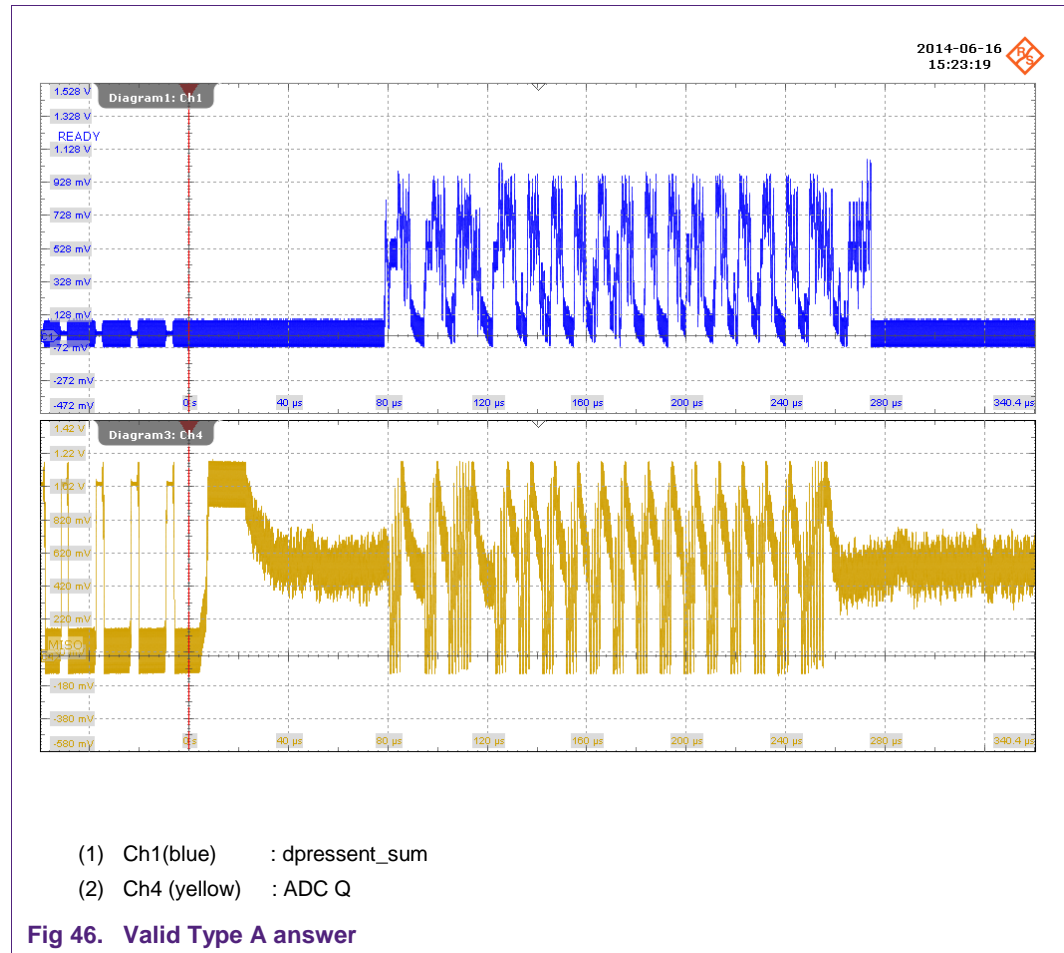 2014-06-16
15:23:19
R&S
Diagram1: Ch1
1.528 V
1.328 V
READY
1.128 V
928 mV
728 mV
528 mV
328 mV
128 mV
C1
-72 mV
-272 mV
-472 mV
0 s 40 µs 80 µs 120 µs 160 µs 200 µs 240 µs 280 µs 340.4 µs
Diagram3: Ch4
1.42 V
1.22 V
1.02 V
820 mV
620 mV
420 mV
220 mV
MISO
-180 mV
-380 mV
-580 mV
0 s 40 µs 80 µs 120 µs 160 µs 200 µs 240 µs 280 µs 340.4 µs
(1) Ch1(blue) : dpressent_sum
(2) Ch4 (yellow) : ADC Q
Fig 46. Valid Type A answer